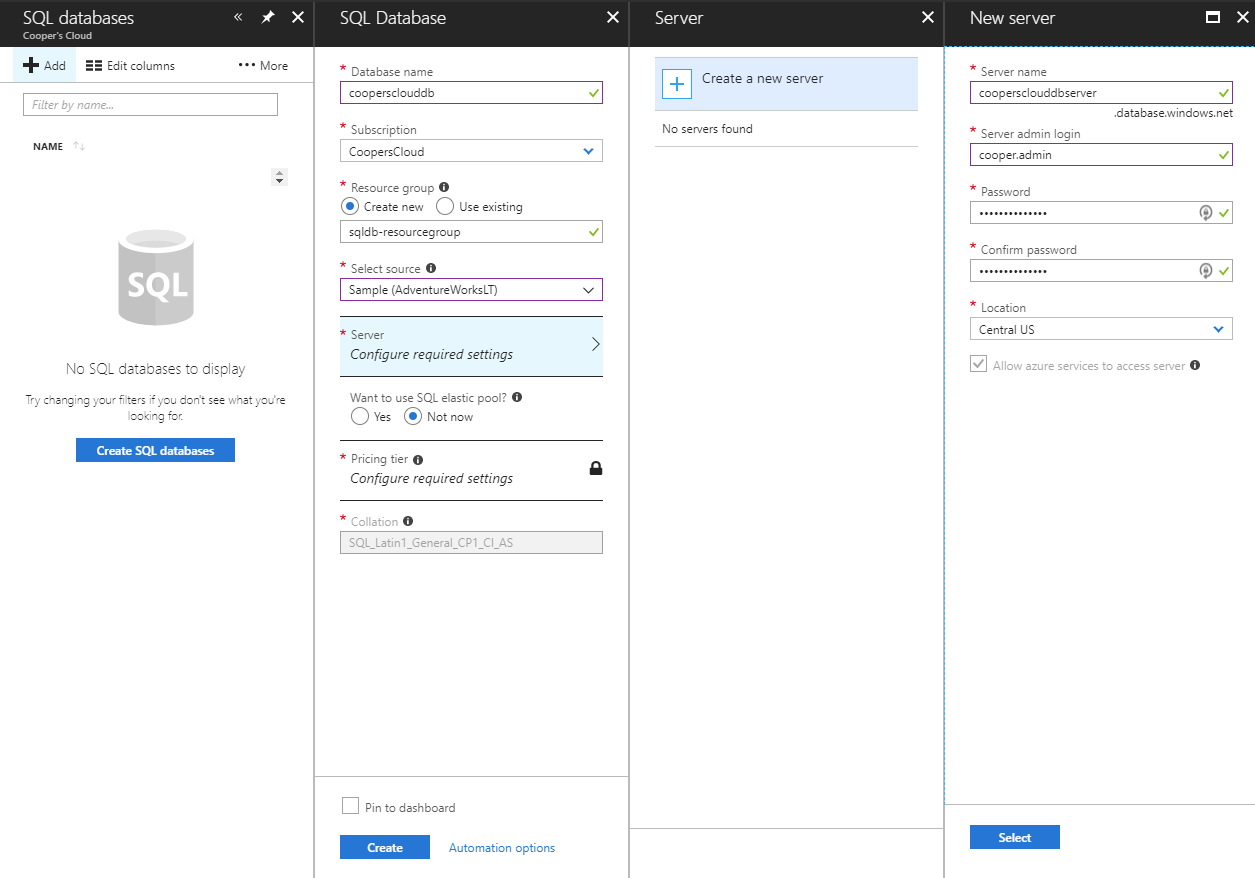 SQL databases
Cooper's Cloud
Add
Edit columns
More
Filter by name...
NAME
SQL
No SQL databases to display
Try changing your filters if you don't see what you're
looking for.
Create SQL databases
SQL Database
* Database name
coopersclouddb
* Subscription
CoopersCloud
* Resource group
Create new
Use existing
sqldb-resourcegroup
* Select source
Sample (AdventureWorksLT)
* Server
Configure required settings
Want to use SQL elastic pool?
Yes
Not now
* Pricing tier
Configure required settings
* Collation
SQL_Latin1_General_CP1_CI_AS
Pin to dashboard
Create
Automation options
Server
Create a new server
No servers found
New server
* Server name
coopersclouddbserver
.database.windows.net
* Server admin login
cooper.admin
* Password
••••••••••••••
* Confirm password
••••••••••••••
* Location
Central US
Allow azure services to access server
Select